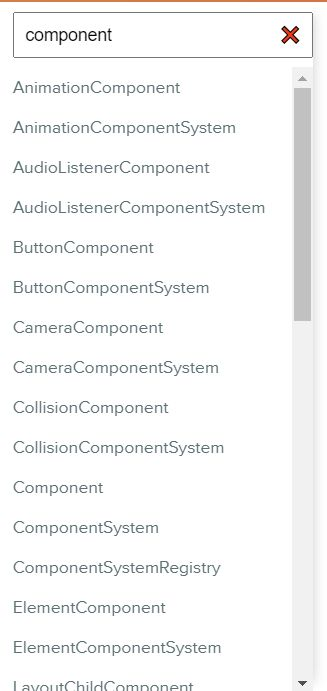 component
AnimationComponent
AnimationComponentSystem
AudioListenerComponent
AudioListenerComponentSystem
ButtonComponent
ButtonComponentSystem
CameraComponent
CameraComponentSystem
CollisionComponent
CollisionComponentSystem
Component
ComponentSystem
ComponentSystemRegistry
ElementComponent
ElementComponentSystem
LayoutChildComponent